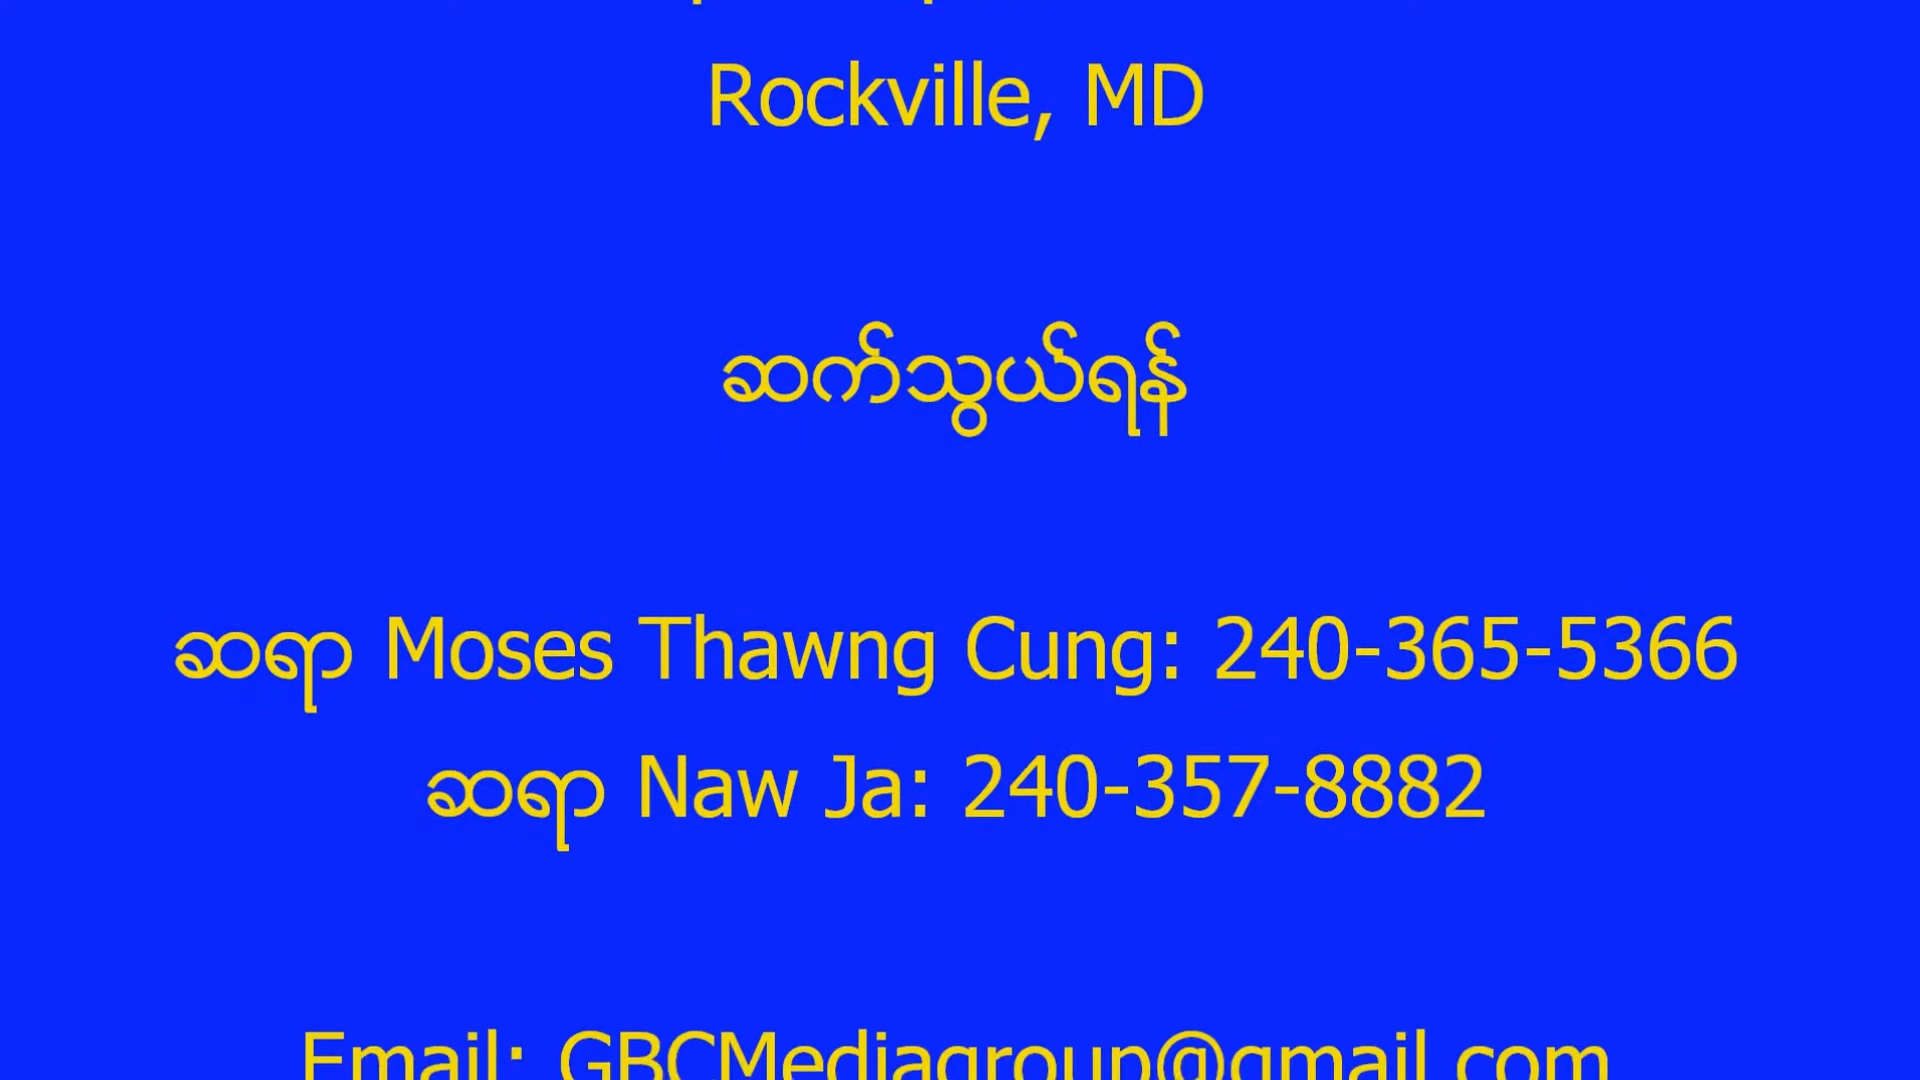 Rockville, MD
ဆက်သွယ်ရန်
ဆရာ Moses Thawng Cung: 240-365-5366
ဆရာ Naw Ja: 240-357-8882
Email: GBCMediagroup@gmail.com